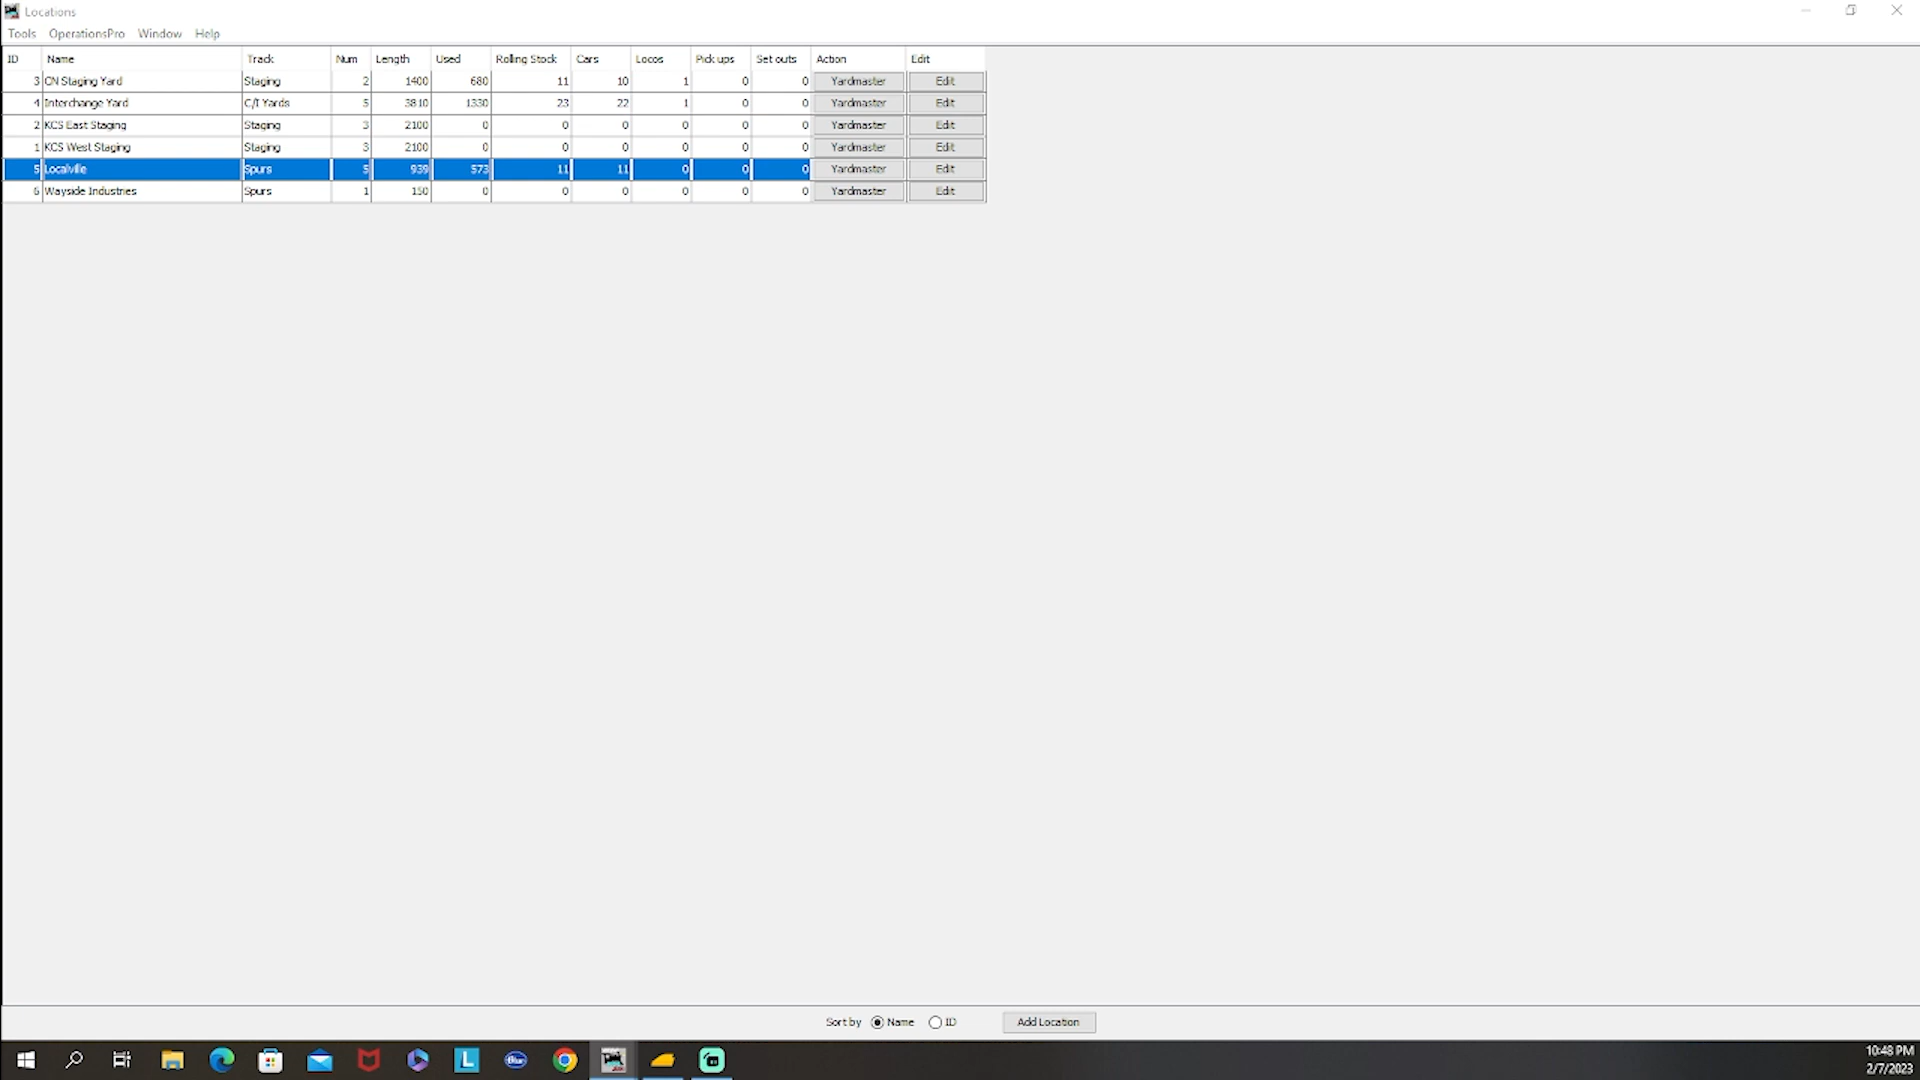 Locations
Tools OperationsPro Window Help
ID Name Track Num Length Used Rolling Stock Cars Locos Pick ups Set outs Action Edit
3 CN Staging Yard Staging 2 1400 680 11 10 1 0 0 Yardmaster Edit
4 Interchange Yard C/I Yards 5 3810 1330 23 22 1 0 0 Yardmaster Edit
2 KCS East Staging Staging 3 2100 0 0 0 0 0 0 Yardmaster Edit
1 KCS West Staging Staging 3 2100 0 0 0 0 0 0 Yardmaster Edit
5 Localville Spurs 5 939 573 11 11 0 0 0 Yardmaster Edit
6 Wayside Industries Spurs 1 150 0 0 0 0 0 0 Yardmaster Edit
Sort by Name ID Add Location
L Blur
10:48 PM
2/7/2023